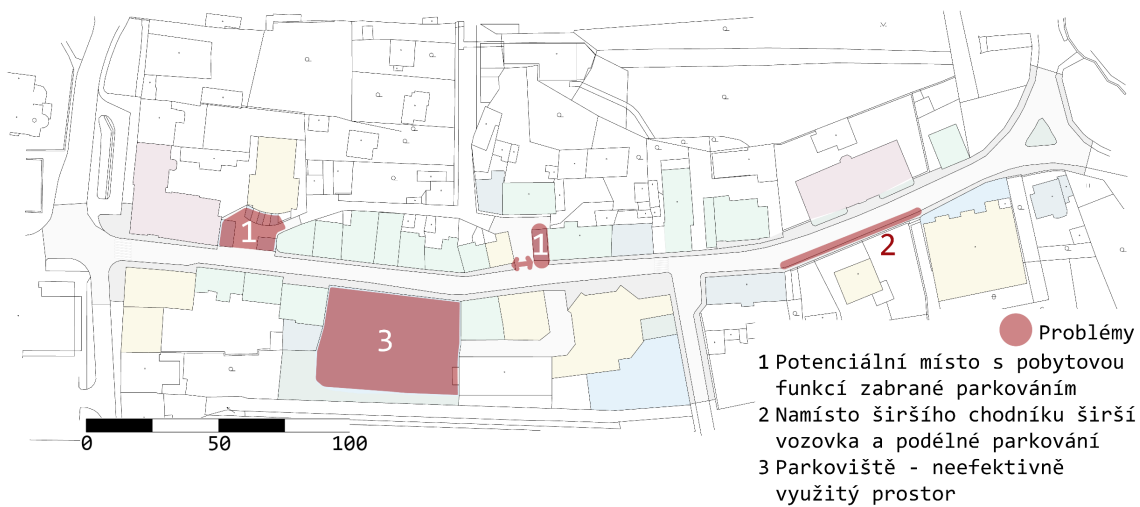 1
1
2
3
Problémy
1 Potenciální místo s pobytovou
funkcí zabrané parkováním
2 Namísto širšího chodníku širší
vozovka a podélné parkování
3 Parkoviště - neefektivně
využitý prostor
0 50 100